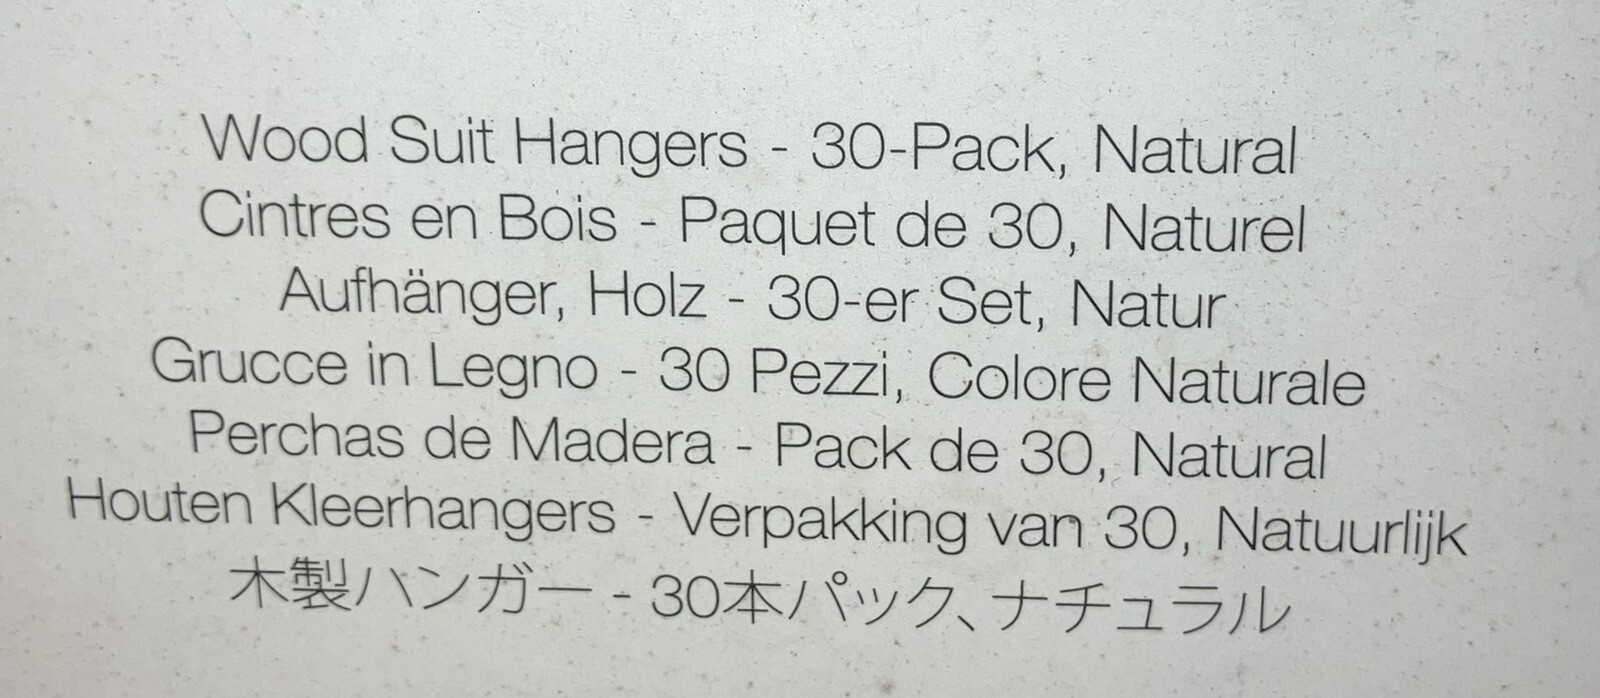 Wood Suit Hangers - 30-Pack, Natural
Cintres en Bois - Paquet de 30, Naturel
Aufhänger, Holz - 30-er Set, Natur
Grucce in Legno - 30 Pezzi, Colore Naturale
Perchas de Madera - Pack de 30, Natural
Houten Kleerhangers - Verpakking van 30, Natuurlijk
木製ハンガー - 30本パック、ナチュラル